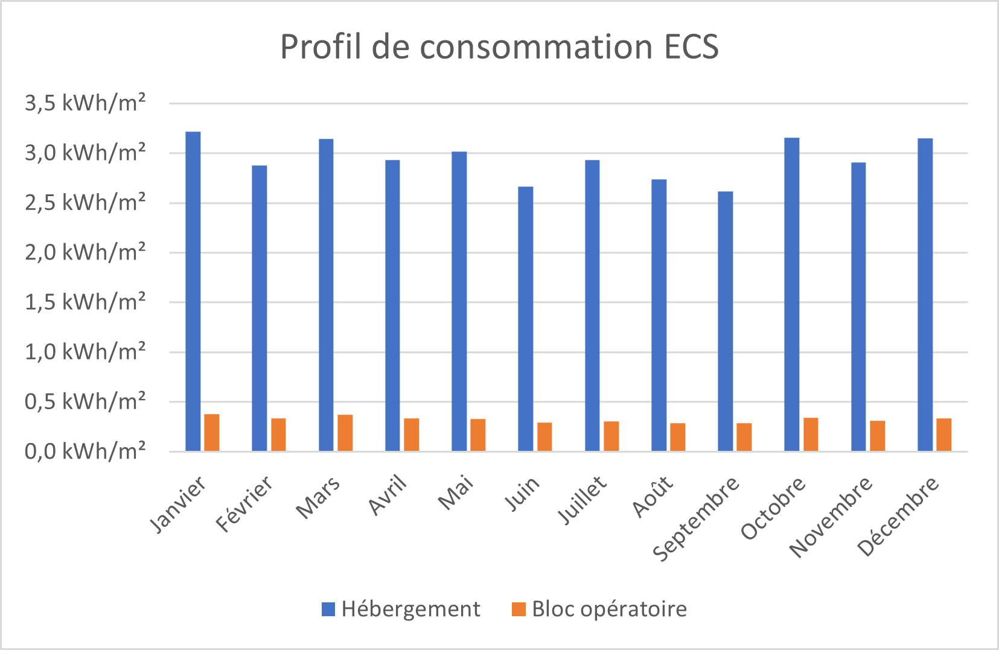 Profil de consommation ECS
3,5 kWh/m²
3,0 kWh/m²
2,5 kWh/m²
2,0 kWh/m²
1,5 kWh/m²
1,0 kWh/m²
0,5 kWh/m²
0,0 kWh/m²
Janvier
Février
Mars
Avril
Mai
Juin
Juillet
Août
Septembre
Octobre
Novembre
Décembre
Hébergement
Bloc opératoire